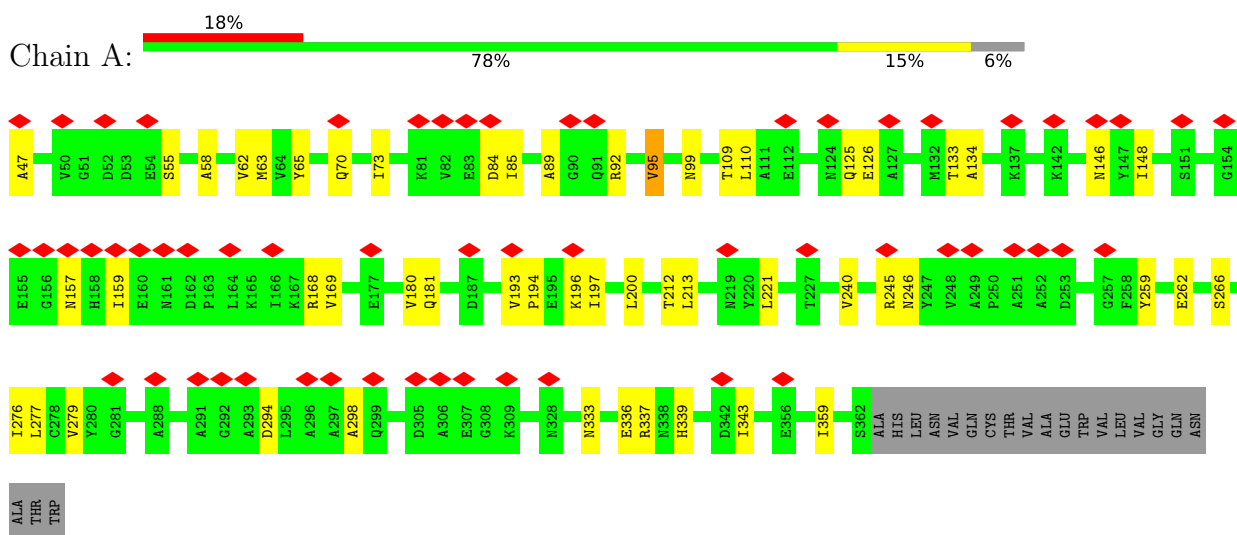 18%
Chain A:
78% 15% 6%
A47 V50 G51 D52 D53 E54 S55 A58 V62 M63 V64 Y65 Q70 I73 K81 V82 E83 D84 I85 A89 G90 Q91 R92 V95 N99 T109 L110 A111 E112 N124 Q125 E126 A127 M132 T133 A134 K137 K142 N146 Y147 I148 S151 G154
E155 G156 N157 H158 I159 E160 N161 D162 P163 L164 K165 I166 K167 R168 V169 E177 V180 Q181 D187 V193 P194 E195 K196 I197 L200 T212 L213 N219 Y220 L221 T227 V240 R245 N246 Y247 V248 A249 P250 A251 A252 D253 G257 F258 Y259 E262 S266
I276 L277 C278 V279 Y280 G281 A288 A291 G292 A293 D294 L295 A296 A297 A298 Q299 D305 A306 E307 G308 K309 N328 N333 E336 R337 N338 H339 D342 I343 E356 I359 S362 ALA HIS LEU ASN VAL GLN CYS THR VAL ALA GLU TRP VAL LEU VAL GLY GLN ASN
ALA THR TRP